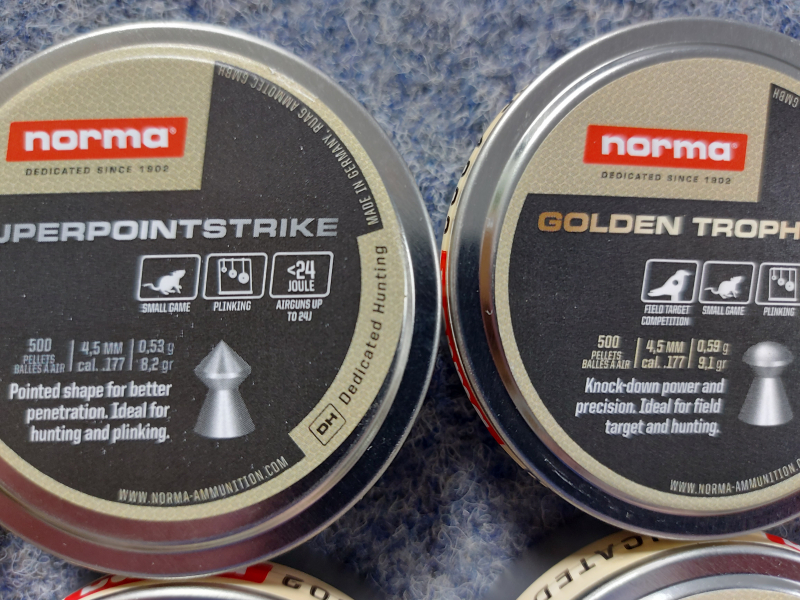 norma
DEDICATED SINCE 1902
UPERPOINTSTRIKE
SMALL GAME
PLINKING
<24
JOULE
AIRGUNS UP
TO 24J
500
PELLETS
BALLES A AIR
4,5 MM
cal. .177
0,53 g
8,2 gr
Pointed shape for better
penetration. Ideal for
hunting and plinking.
MADE IN GERMANY, RUAG AMMOTEC GMBH
DH Dedicated Hunting
WWW.NORMA-AMMUNITION.COM
norma
DEDICATED SINCE 1902
GOLDEN TROPH
FIELD TARGET
COMPETITION
SMALL GAME
PLINKING
500
PELLETS
BALLES A AIR
4,5 MM
cal. .177
0,59 g
9,1 gr
Knock-down power and
precision. Ideal for field
target and hunting.
GMBH
WWW.NORMA-AMMUNITION.COM